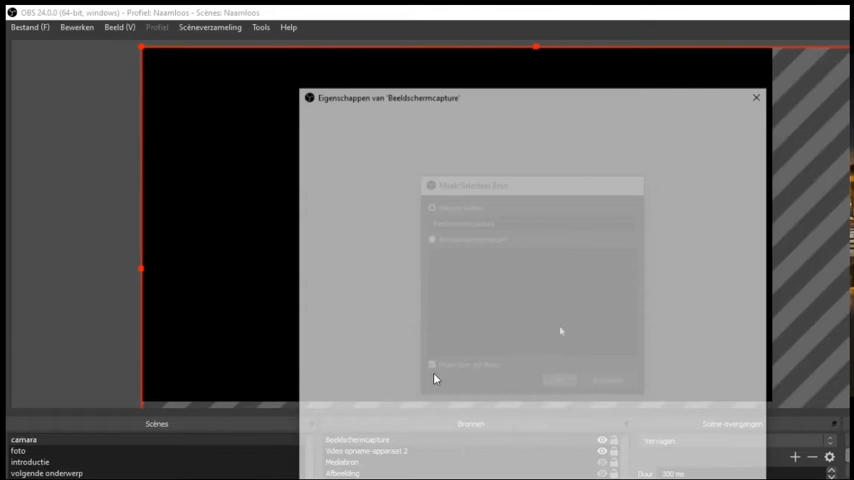 OBS 24.0.0 (64-bit, windows) - Profiel: Naamloos - Scènes: Naamloos
Bestand (F) Bewerken Beeld (V) Profiel Scèneverzameling Tools Help
Eigenschappen van 'Beeldschermcapture'
Scènes Bronnen Scène-overgangen
camara
foto
introductie
volgende onderwerp
Beeldschermcapture
Video opname-apparaat 2
Mediabron
Afbeelding
Vervagen
Duur 300 ms